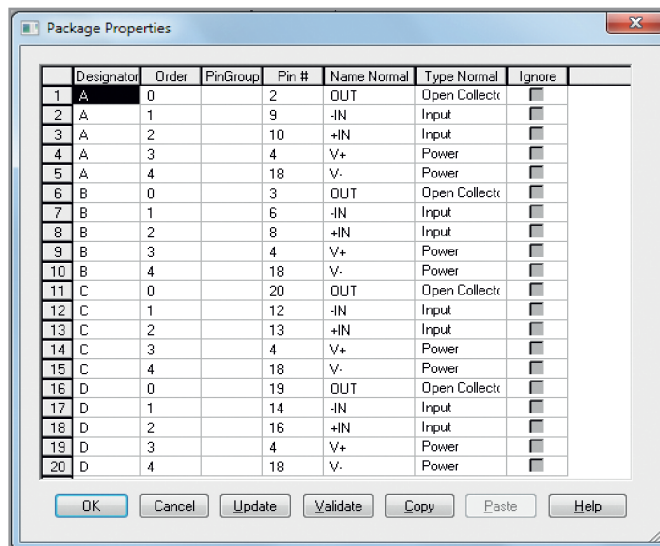 Package Properties
Designator Order PinGroup Pin # Name Normal Type Normal Ignore
1 A 0 2 OUT Open Collectc
2 A 1 9 -IN Input
3 A 2 10 +IN Input
4 A 3 4 V+ Power
5 A 4 18 V- Power
6 B 0 3 OUT Open Collectc
7 B 1 6 -IN Input
8 B 2 8 +IN Input
9 B 3 4 V+ Power
10 B 4 18 V- Power
11 C 0 20 OUT Open Collectc
12 C 1 12 -IN Input
13 C 2 13 +IN Input
14 C 3 4 V+ Power
15 C 4 18 V- Power
16 D 0 19 OUT Open Collectc
17 D 1 14 -IN Input
18 D 2 16 +IN Input
19 D 3 4 V+ Power
20 D 4 18 V- Power
OK Cancel Update Validate Copy Paste Help